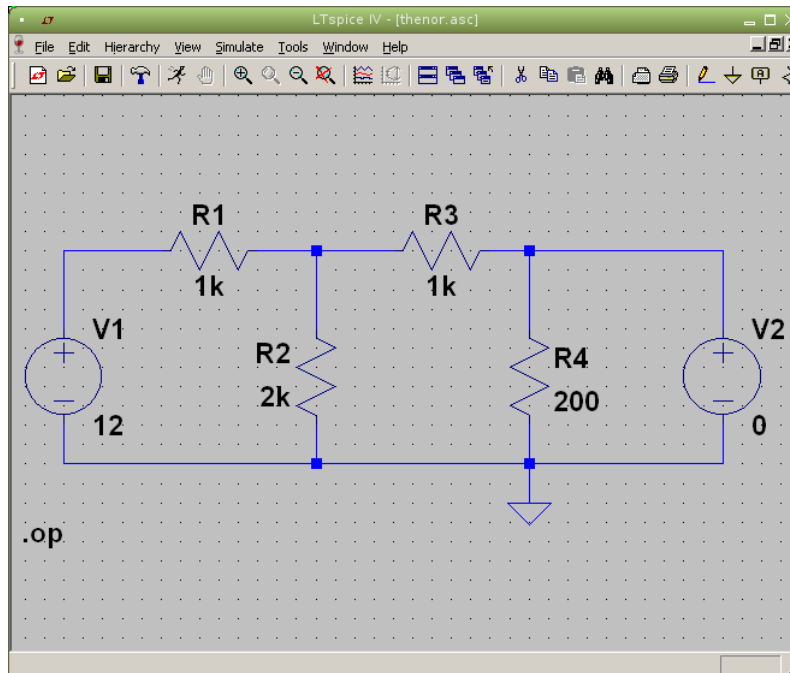 LTspice IV - [thenor.asc]
File Edit Hierarchy View Simulate Tools Window Help
R1 R3
1k 1k
V1 R2 R4 V2
12 2k 200 0
.op